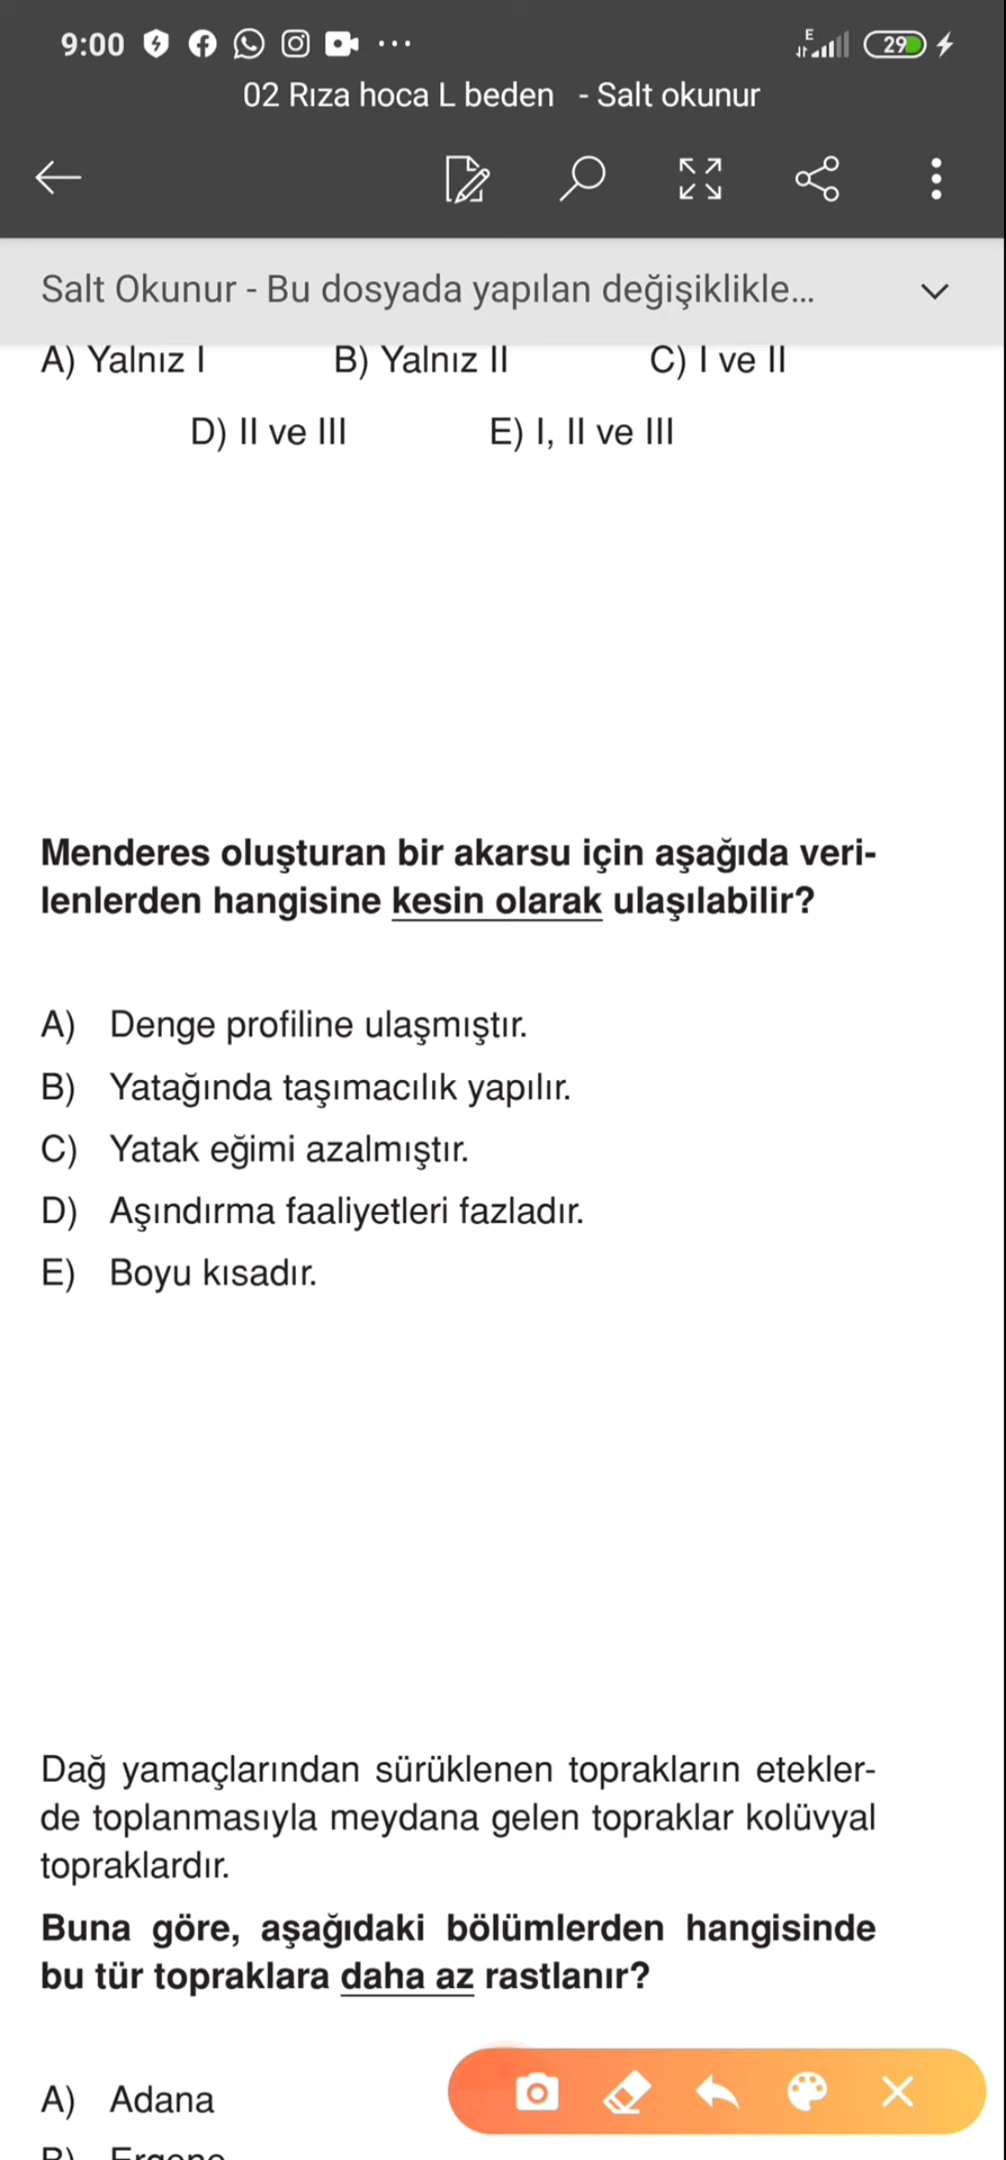 9:00
E
29
02 Rıza hoca L beden - Salt okunur
Salt Okunur - Bu dosyada yapılan değişiklikle...
A) Yalnız I B) Yalnız II C) I ve II
D) II ve III E) I, II ve III
Menderes oluşturan bir akarsu için aşağıda veri-
lenlerden hangisine kesin olarak ulaşılabilir?
A) Denge profiline ulaşmıştır.
B) Yatağında taşımacılık yapılır.
C) Yatak eğimi azalmıştır.
D) Aşındırma faaliyetleri fazladır.
E) Boyu kısadır.
Dağ yamaçlarından sürüklenen toprakların etekler-
de toplanmasıyla meydana gelen topraklar kolüvyal
topraklardır.
Buna göre, aşağıdaki bölümlerden hangisinde
bu tür topraklara daha az rastlanır?
A) Adana
B)